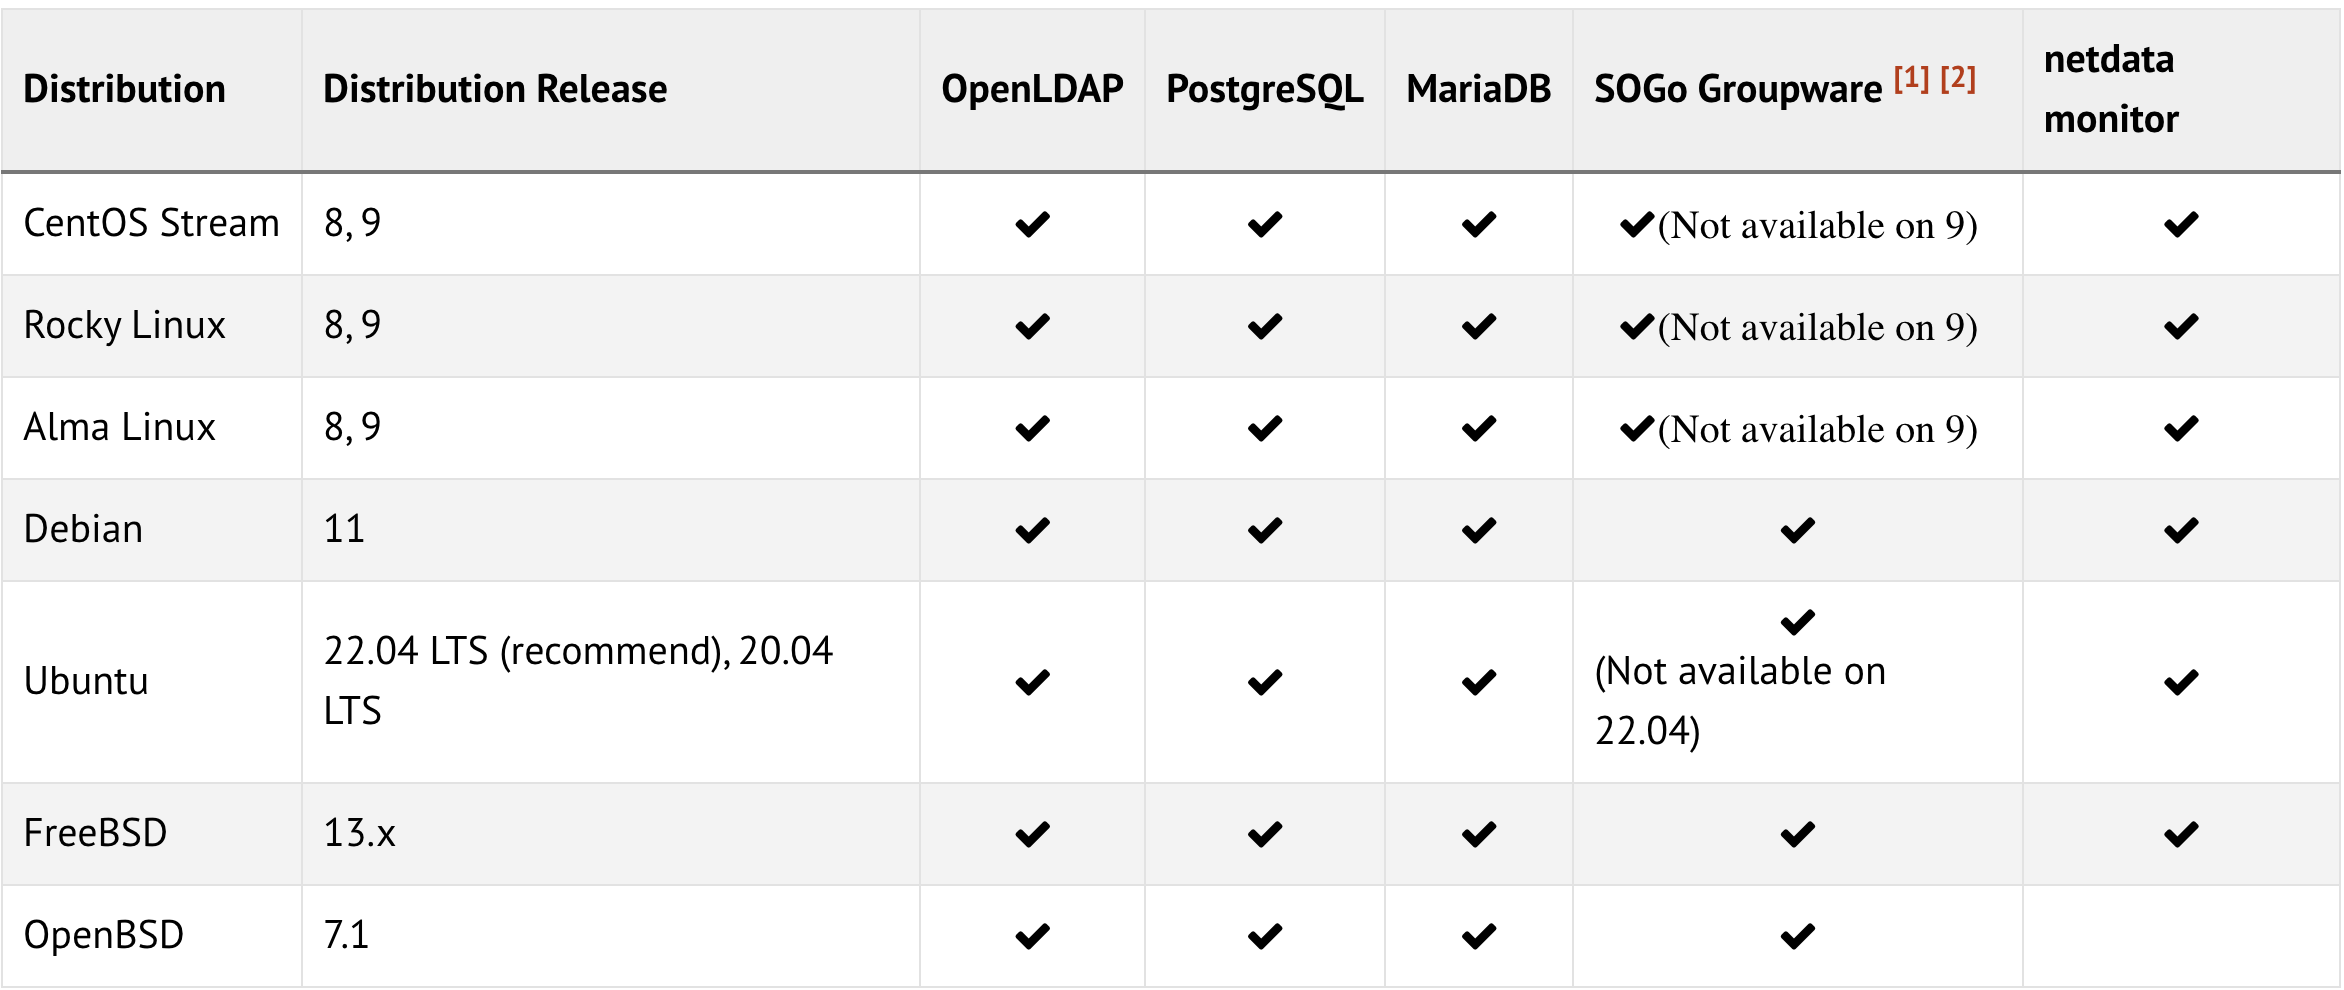 Distribution Distribution Release OpenLDAP PostgreSQL MariaDB SOGo Groupware [1] [2] netdata
monitor
CentOS Stream 8, 9 ✔ ✔ ✔ ✔(Not available on 9) ✔
Rocky Linux 8, 9 ✔ ✔ ✔ ✔(Not available on 9) ✔
Alma Linux 8, 9 ✔ ✔ ✔ ✔(Not available on 9) ✔
Debian 11 ✔ ✔ ✔ ✔ ✔
Ubuntu 22.04 LTS (recommend), 20.04
LTS ✔ ✔ ✔ ✔
(Not available on
22.04) ✔
FreeBSD 13.x ✔ ✔ ✔ ✔ ✔
OpenBSD 7.1 ✔ ✔ ✔ ✔